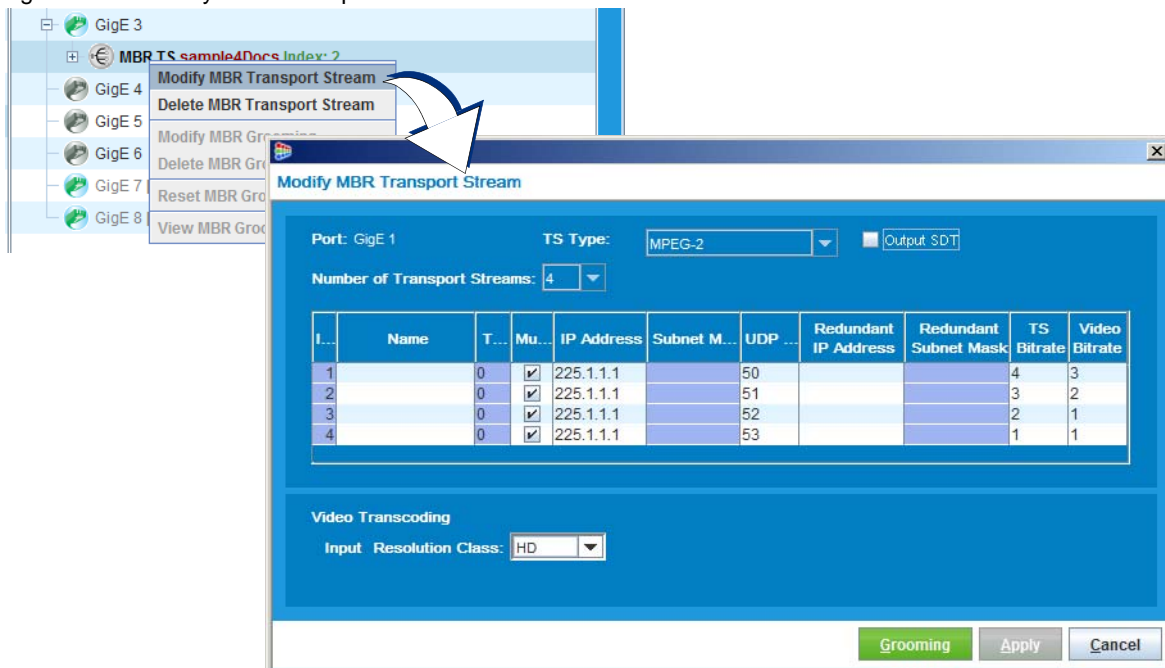 GigE 3
MBR TS sample4Docs Index: 2
GigE 4
GigE 5
GigE 6
GigE 7
GigE 8
Modify MBR Transport Stream
Delete MBR Transport Stream
Modify MBR Grooming
Delete MBR Gro
Reset MBR Gro
View MBR Groo
Modify MBR Transport Stream
Port: GigE 1 TS Type: MPEG-2 Output SDT
Number of Transport Streams: 4
I... Name T... Mu... IP Address Subnet M... UDP ... Redundant IP Address Redundant Subnet Mask TS Bitrate Video Bitrate
1 0 225.1.1.1 50 4 3
2 0 225.1.1.1 51 3 2
3 0 225.1.1.1 52 2 1
4 0 225.1.1.1 53 1 1
Video Transcoding
Input Resolution Class: HD
Grooming Apply Cancel